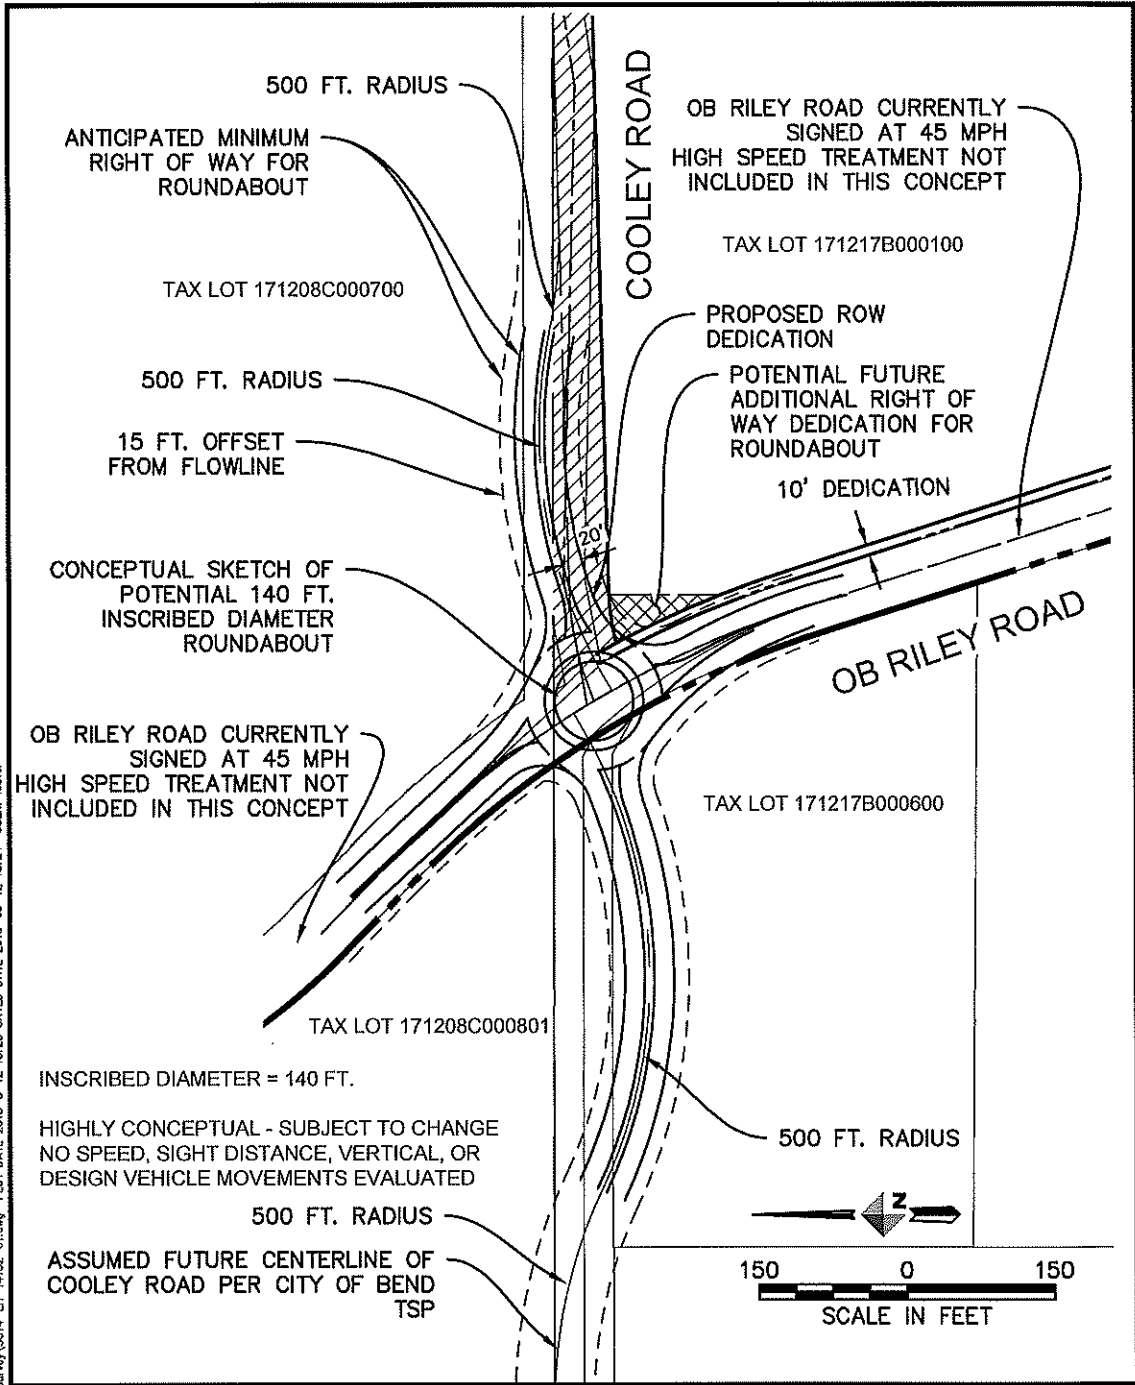 500 FT. RADIUS
ANTICIPATED MINIMUM
RIGHT OF WAY FOR
ROUNDABOUT
COOLEY ROAD
OB RILEY ROAD CURRENTLY
SIGNED AT 45 MPH
HIGH SPEED TREATMENT NOT
INCLUDED IN THIS CONCEPT
TAX LOT 171217B000100
TAX LOT 171208C000700
PROPOSED ROW
DEDICATION
500 FT. RADIUS
POTENTIAL FUTURE
ADDITIONAL RIGHT OF
WAY DEDICATION FOR
ROUNDABOUT
15 FT. OFFSET
FROM FLOWLINE
10' DEDICATION
20'
CONCEPTUAL SKETCH OF
POTENTIAL 140 FT.
INSCRIBED DIAMETER
ROUNDABOUT
OB RILEY ROAD
OB RILEY ROAD CURRENTLY
SIGNED AT 45 MPH
HIGH SPEED TREATMENT NOT
INCLUDED IN THIS CONCEPT
TAX LOT 171217B000600
TAX LOT 171208C000801
INSCRIBED DIAMETER = 140 FT.
HIGHLY CONCEPTUAL - SUBJECT TO CHANGE
NO SPEED, SIGHT DISTANCE, VERTICAL, OR
DESIGN VEHICLE MOVEMENTS EVALUATED
500 FT. RADIUS
500 FT. RADIUS
ASSUMED FUTURE CENTERLINE OF
COOLEY ROAD PER CITY OF BEND
TSP
N
150 0 150
SCALE IN FEET